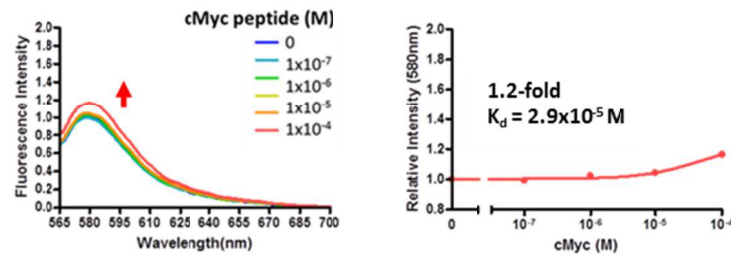 cMyc peptide (M)
0
1x10-7
1x10-6
1x10-5
1x10-4
Fluorescence Intensity
2.0
1.8
1.6
1.4
1.2
1.0
0.8
0.6
0.4
0.2
0.0
565 580 595 610 625 640 655 670 685 700
Wavelength(nm)
Relative Intensity (580nm)
2.0
1.8
1.6
1.4
1.2
1.0
0.8
1.2-fold
Kd = 2.9x10-5 M
0 10-7 10-6 10-5 10-4
cMyc (M)